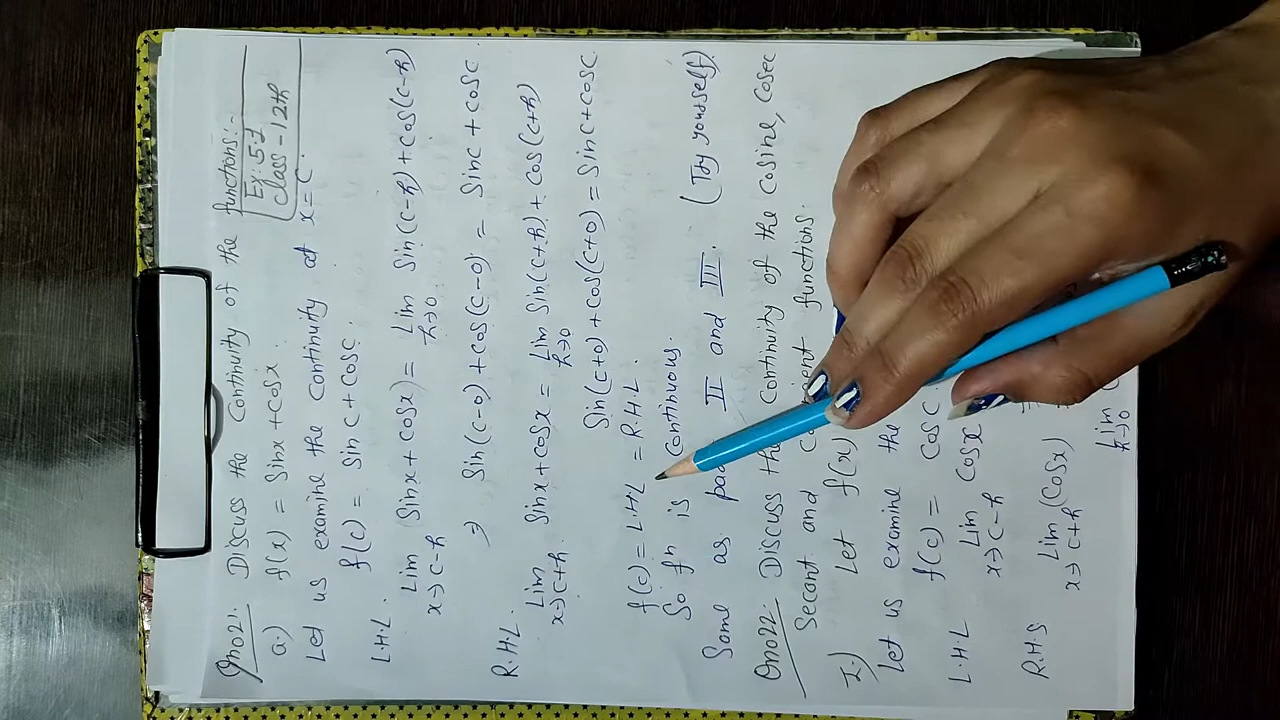 Qno21. Discuss the continuity of the functions:-
Ex: 5.1
Class - 12th
a.) f(x) = Sinx + Cosx.
Let us examine the continuity at x = c.
f(c) = Sin c + cosc.
L.H.L. Lim x→c-h (Sinx + cosx) = Lim h→0 Sin(c-h) + cos(c-h)
⇒ Sin(c-0) + cos(c-0) = Sinc + cosc.
R.H.L. Lim x→c+h Sinx + cosx = Lim h→0 Sin(c+h) + cos(c+h)
Sin(c+0) + cos(c+0) = Sinc + cosc
f(c) = L.H.L = R.H.L.
So fn is continuous.
Same as II and III. (Try yourself)
Qno22. Discuss the continuity of the cosine, cosec
Secant and functions.
I.) Let f(x)
Let us examine the
f(c) = cosc
L.H.L Lim x→c-h Cosx
R.H.S Lim x→c+h (Cosx)
Lim h→0